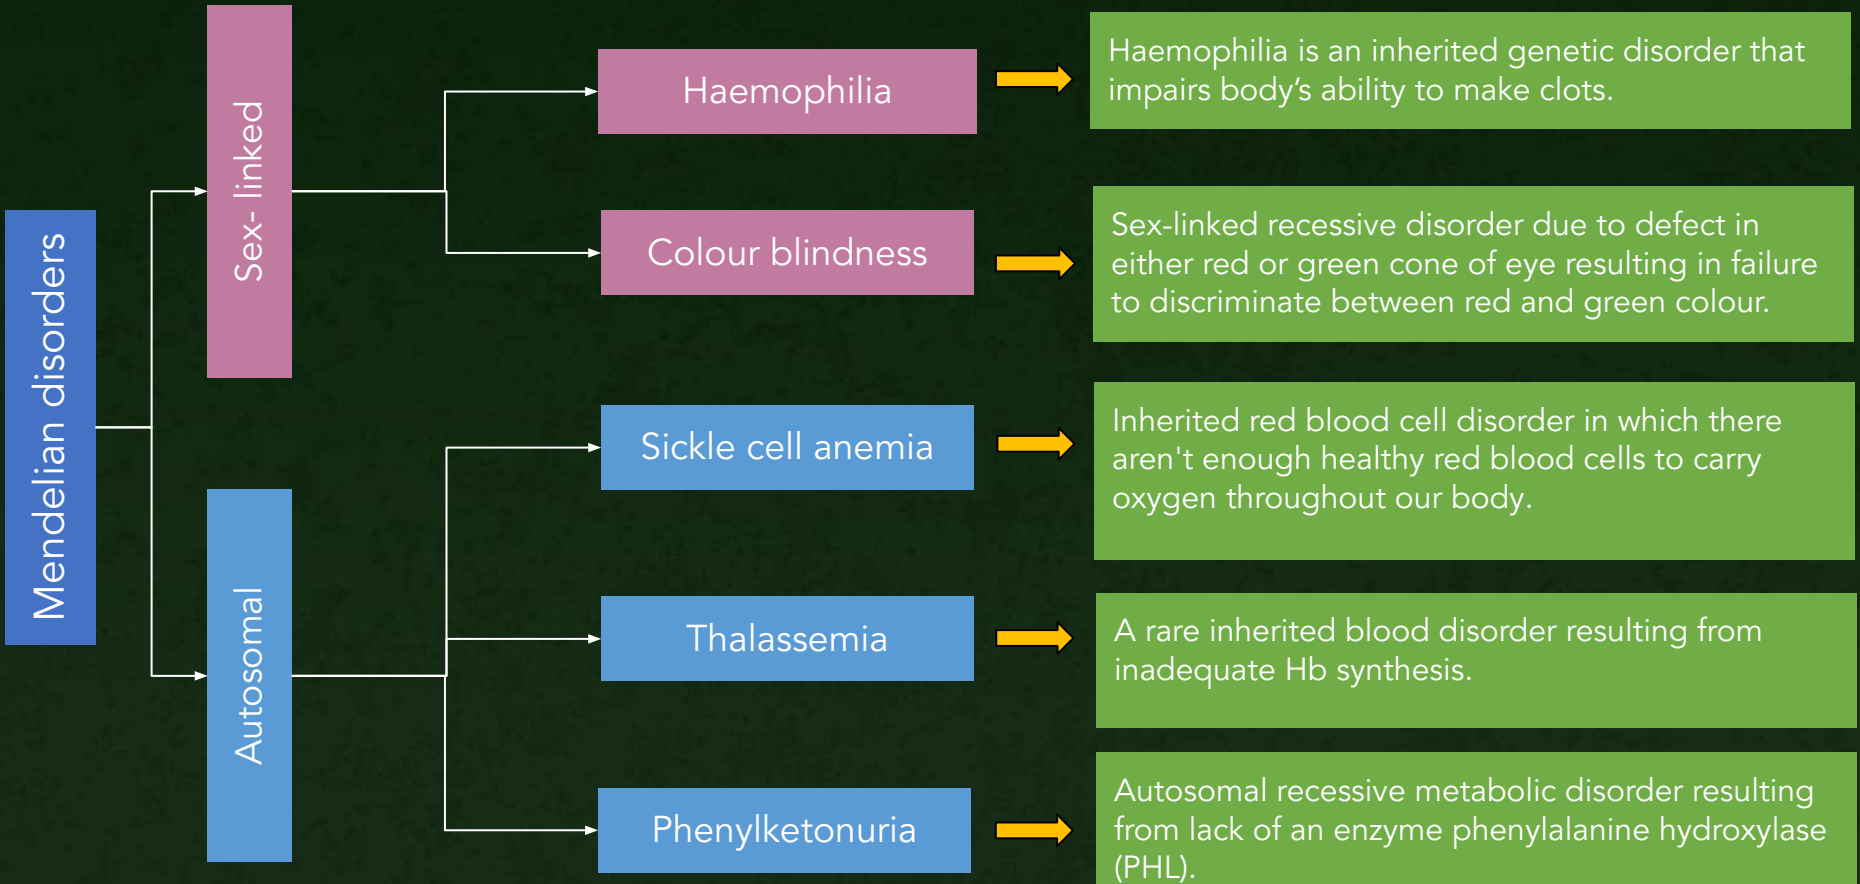 Mendelian disorders
Sex- linked
Haemophilia
Haemophilia is an inherited genetic disorder that
impairs body's ability to make clots.
Colour blindness
Sex-linked recessive disorder due to defect in
either red or green cone of eye resulting in failure
to discriminate between red and green colour.
Autosomal
Sickle cell anemia
Inherited red blood cell disorder in which there
aren't enough healthy red blood cells to carry
oxygen throughout our body.
Thalassemia
A rare inherited blood disorder resulting from
inadequate Hb synthesis.
Phenylketonuria
Autosomal recessive metabolic disorder resulting
from lack of an enzyme phenylalanine hydroxylase
(PHL).